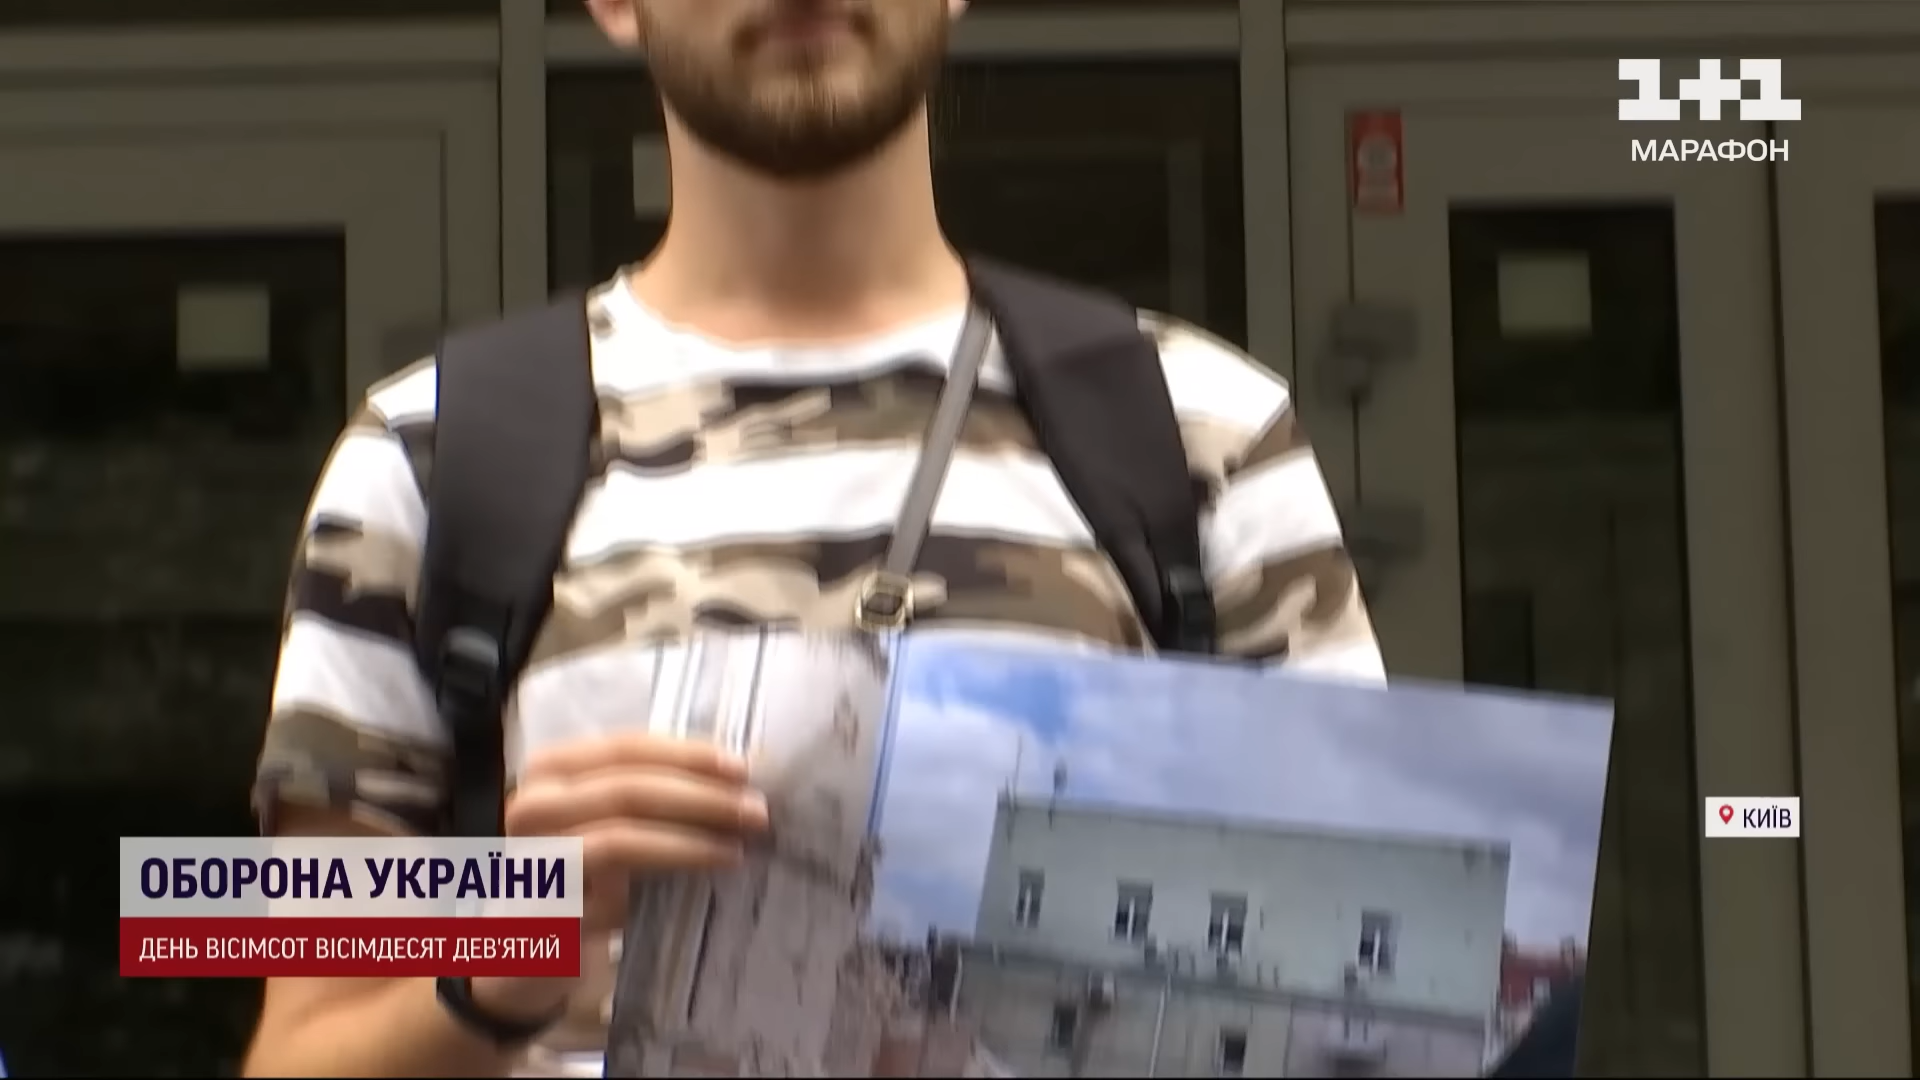 1+1
МАРАФОН
КИЇВ
ОБОРОНА УКРАЇНИ
ДЕНЬ ВІСІМСОТ ВІСІМДЕСЯТ ДЕВ'ЯТИЙ